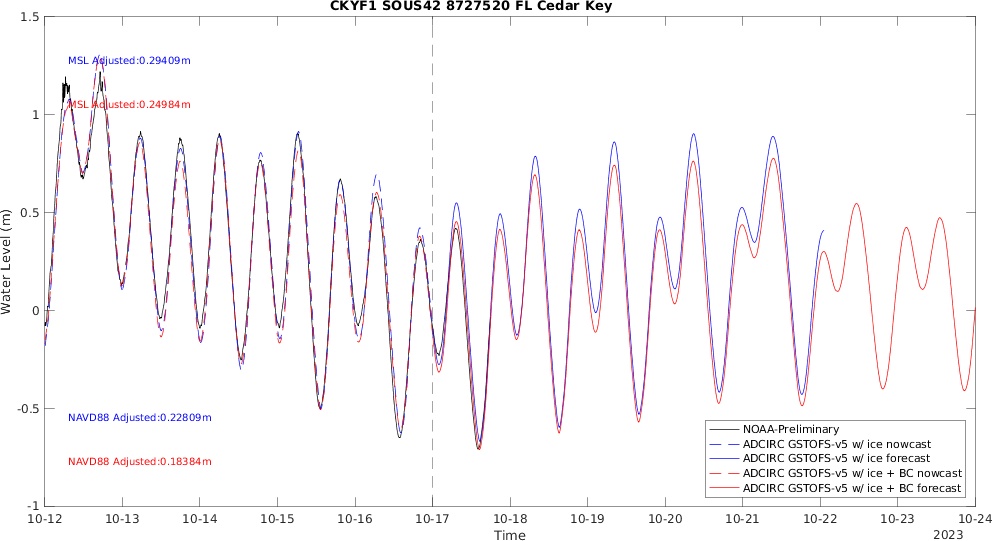 CKYF1 SOUS42 8727520 FL Cedar Key
1.5
1
0.5
0
-0.5
-1
Water Level (m)
MSL Adjusted:0.29409m
MSL Adjusted:0.24984m
NAVD88 Adjusted:0.22809m
NAVD88 Adjusted:0.18384m
NOAA-Preliminary
ADCIRC GSTOFS-v5 w/ ice nowcast
ADCIRC GSTOFS-v5 w/ ice forecast
ADCIRC GSTOFS-v5 w/ ice + BC nowcast
ADCIRC GSTOFS-v5 w/ ice + BC forecast
10-12 10-13 10-14 10-15 10-16 10-17 10-18 10-19 10-20 10-21 10-22 10-23 10-24
Time
2023